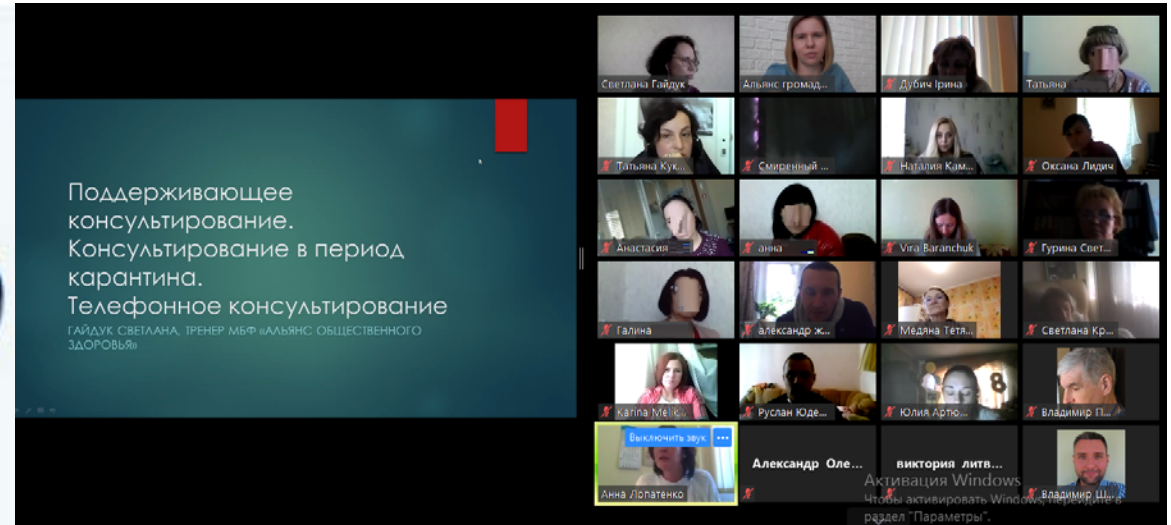 Поддерживающее
консультирование.
Консультирование в период
карантина.
Телефонное консультирование
ГАЙДУК СВЕТЛАНА, ТРЕНЕР МБФ «АЛЬЯНС ОБЩЕСТВЕННОГО
ЗДОРОВЬЯ»
Светлана Гайдук
Альянс громад...
Дубич Ірина
Татьяна
Татьяна Кук...
Смиренный ...
Наталия Кам...
Оксана Лидич
Анастасия
анна
Vira Baranchuk
Гурина Свет...
Галина
александр ж...
Медяна Тетя...
Светлана Кр...
Karina Melic...
Руслан Юде...
Юлия Артю...
8
Владимир П...
Выключить звук
Анна Лопатенко
Александр Оле...
виктория литв...
Владимир Ш...
Активация Windows
Чтобы активировать Windows, перейдите в
раздел "Параметры".